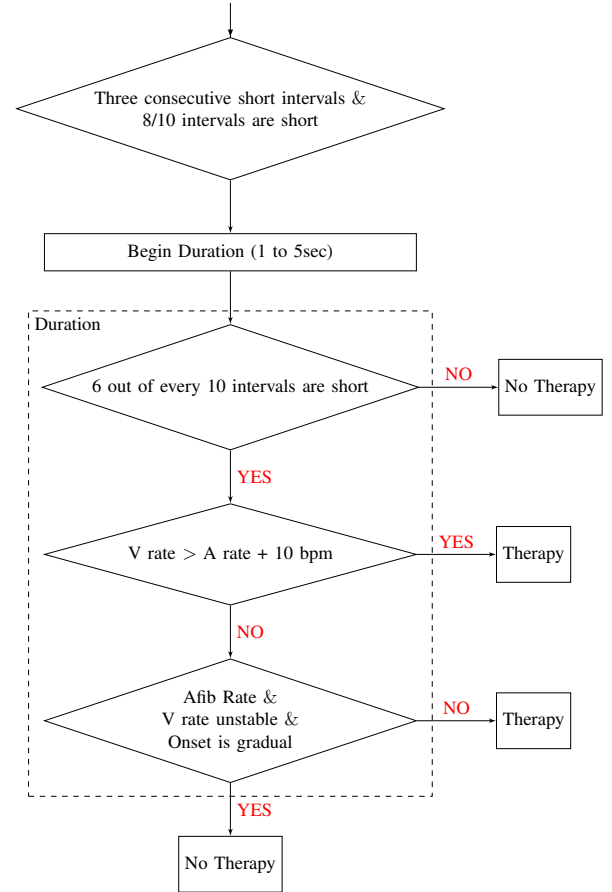 Three consecutive short intervals &
8/10 intervals are short
Begin Duration (1 to 5sec)
Duration
6 out of every 10 intervals are short
NO
No Therapy
YES
V rate > A rate + 10 bpm
YES
Therapy
NO
Afib Rate &
V rate unstable &
Onset is gradual
NO
Therapy
YES
No Therapy